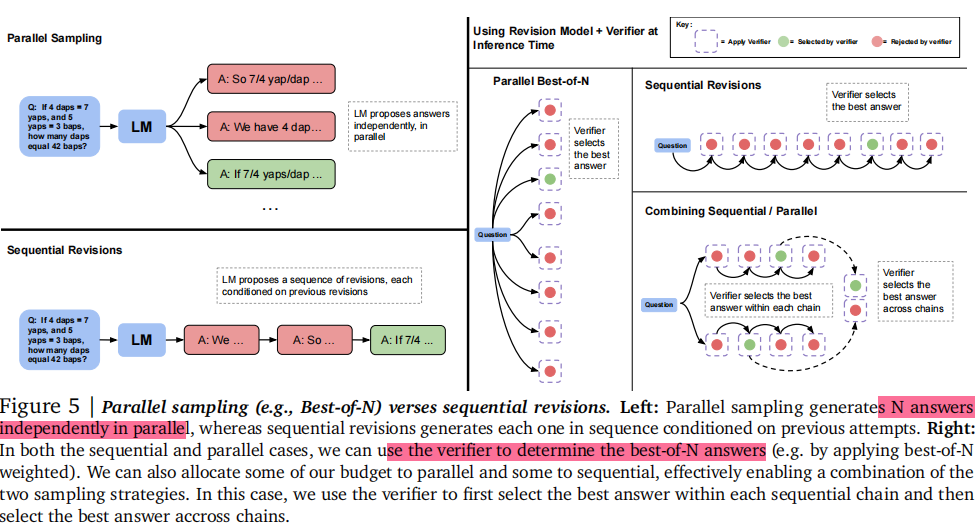 Parallel Sampling
Q: If 4 daps = 7
yaps, and 5
yaps = 3 baps,
how many daps
equal 42 baps?
LM
A: So 7/4 yap/dap ...
A: We have 4 dap...
A: If 7/4 yaps/dap ...
...
LM proposes answers
independently, in
parallel
Sequential Revisions
LM proposes a sequence of revisions, each
conditioned on previous revisions
Q: If 4 daps = 7
yaps, and 5
yaps = 3 baps,
how many daps
equal 42 baps?
LM
A: We ...
A: So ...
A: If 7/4 ...
Using Revision Model + Verifier at
Inference Time
Key:
= Apply Verifier
= Selected by verifier
= Rejected by verifier
Parallel Best-of-N
Question
Verifier
selects
the best
answer
Sequential Revisions
Verifier selects
the best answer
Question
Combining Sequential / Parallel
Question
Verifier selects the best
answer within each chain
Verifier
selects the
best answer
across chains
Figure 5 | Parallel sampling (e.g., Best-of-N) verses sequential revisions. Left: Parallel sampling generates N answers
independently in parallel, whereas sequential revisions generates each one in sequence conditioned on previous attempts. Right:
In both the sequential and parallel cases, we can use the verifier to determine the best-of-N answers (e.g. by applying best-of-N
weighted). We can also allocate some of our budget to parallel and some to sequential, effectively enabling a combination of the
two sampling strategies. In this case, we use the verifier to first select the best answer within each sequential chain and then
select the best answer accross chains.